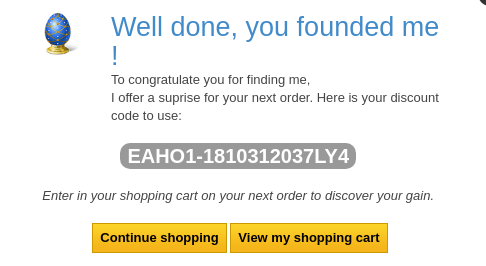 Well done, you founded me
!
To congratulate you for finding me,
I offer a suprise for your next order. Here is your discount
code to use:
EAHO1-1810312037LY4
Enter in your shopping cart on your next order to discover your gain.
Continue shopping View my shopping cart